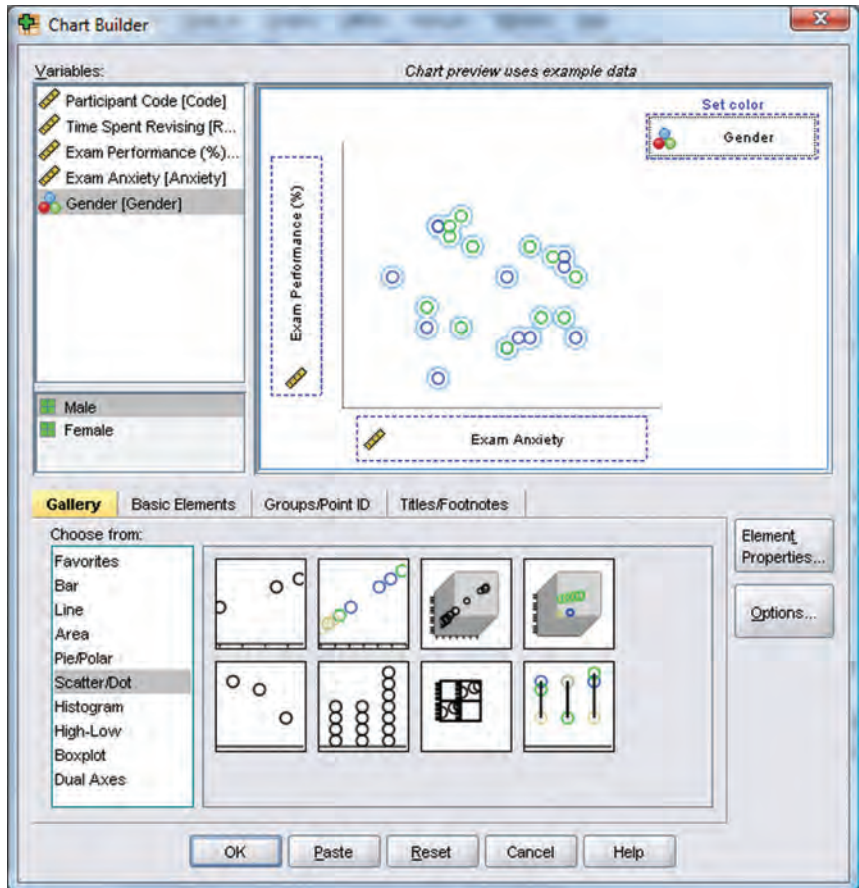 Chart Builder
Variables:
Chart preview uses example data
Participant Code [Code]
Time Spent Revising [R...
Exam Performance (%)...
Exam Anxiety [Anxiety]
Gender [Gender]
Male
Female
Set color
Gender
Exam Performance (%)
Exam Anxiety
Gallery
Basic Elements
Groups/Point ID
Titles/Footnotes
Choose from:
Favorites
Bar
Line
Area
Pie/Polar
Scatter/Dot
Histogram
High-Low
Boxplot
Dual Axes
Element
Properties...
Options...
OK
Paste
Reset
Cancel
Help